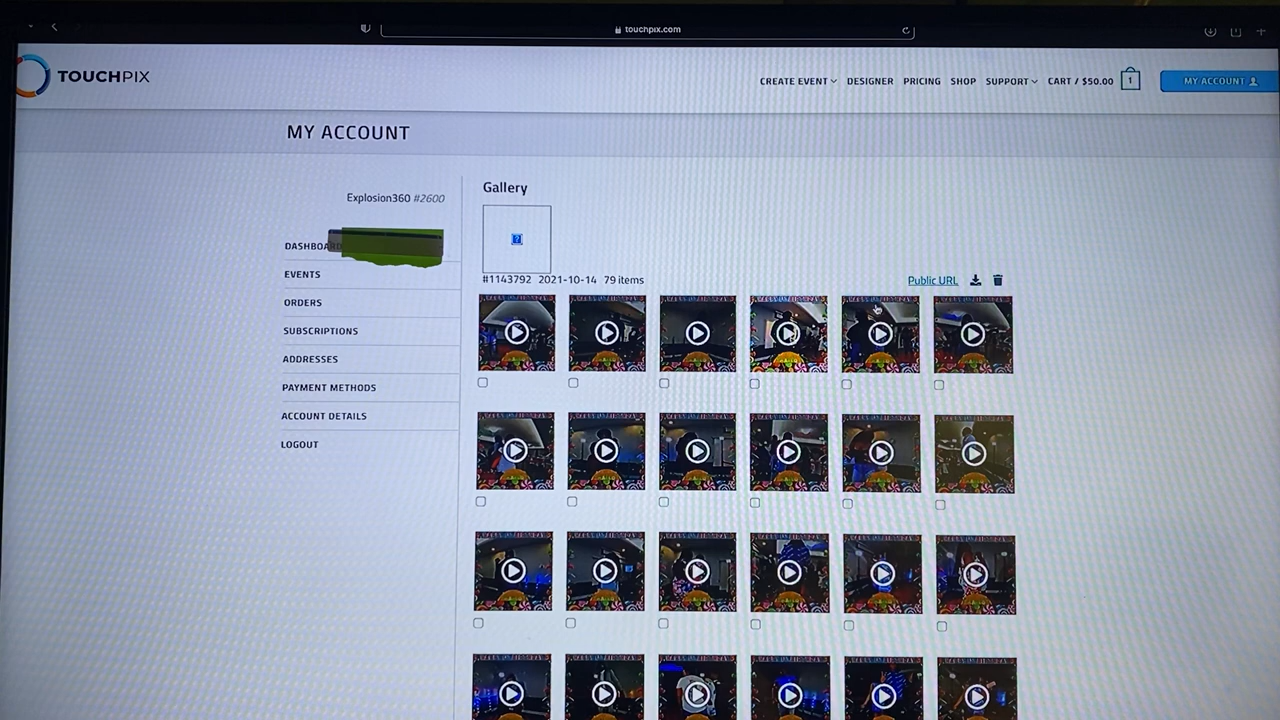 touchpix.com
TOUCHPIX
CREATE EVENT DESIGNER PRICING SHOP SUPPORT CART / $50.00 1 MY ACCOUNT
MY ACCOUNT
Explosion360 #2600
DASHBOARD
EVENTS
ORDERS
SUBSCRIPTIONS
ADDRESSES
PAYMENT METHODS
ACCOUNT DETAILS
LOGOUT
Gallery
?
#1143792 2021-10-14 79 items
Public URL